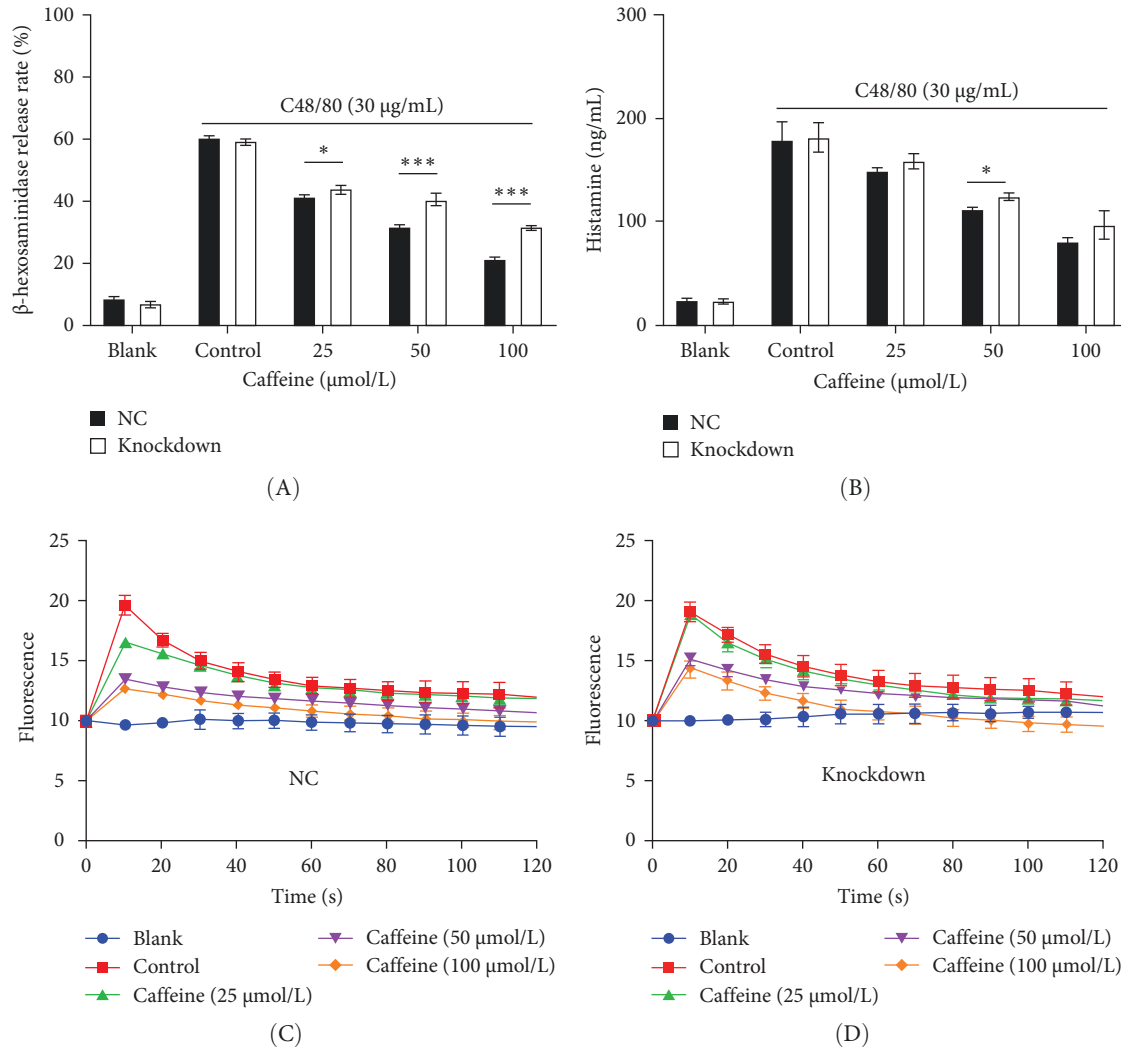 100
80
60
40
20
0
β-hexosaminidase release rate (%)
C48/80 (30 µg/mL)
*
***
***
Blank Control 25 50 100
Caffeine (µmol/L)
NC
Knockdown
(A)
300
200
100
0
Histamine (ng/mL)
C48/80 (30 µg/mL)
*
Blank Control 25 50 100
Caffeine (µmol/L)
NC
Knockdown
(B)
25
20
15
10
5
0
Fluorescence
NC
0 20 40 60 80 100 120
Time (s)
Blank
Control
Caffeine (25 µmol/L)
Caffeine (50 µmol/L)
Caffeine (100 µmol/L)
(C)
25
20
15
10
5
0
Fluorescence
Knockdown
0 20 40 60 80 100 120
Time (s)
Blank
Control
Caffeine (25 µmol/L)
Caffeine (50 µmol/L)
Caffeine (100 µmol/L)
(D)